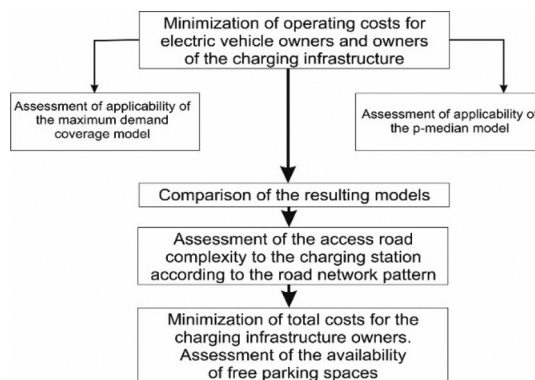 Minimization of operating costs for
electric vehicle owners and owners
of the charging infrastructure
Assessment of applicability of
the maximum demand
coverage model
Assessment of applicability of
the p-median model
Comparison of the resulting models
Assessment of the access road
complexity to the charging station
according to the road network pattern
Minimization of total costs for the
charging infrastructure owners.
Assessment of the availability
of free parking spaces